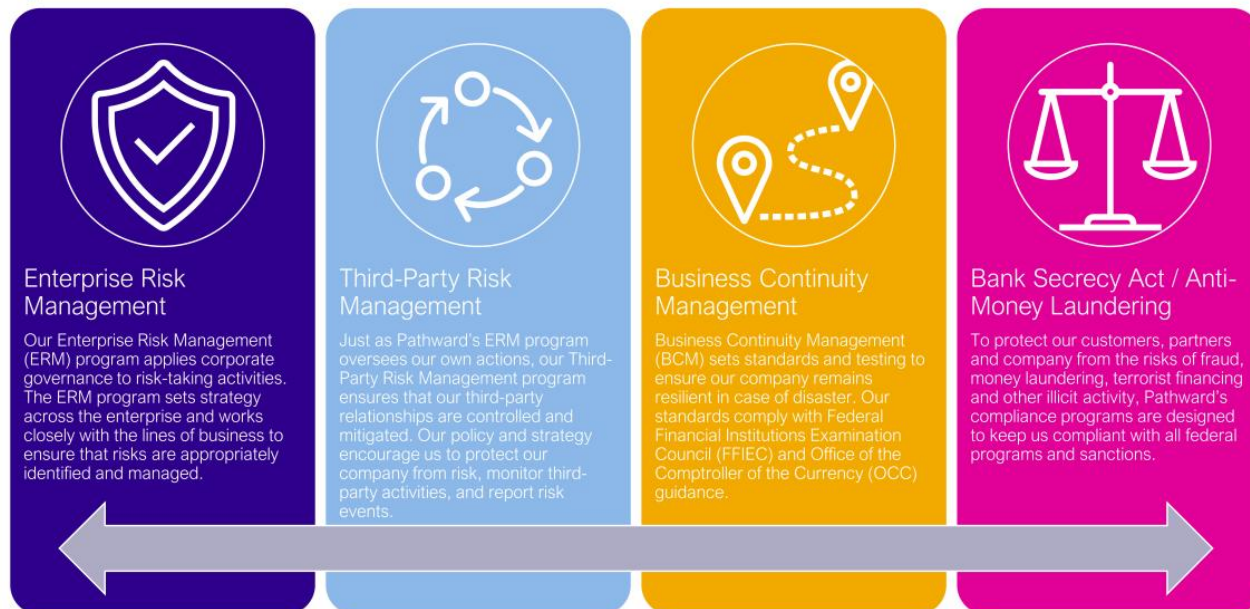 Enterprise Risk
Management
Our Enterprise Risk Management
(ERM) program applies corporate
governance to risk-taking activities.
The ERM program sets strategy
across the enterprise and works
closely with the lines of business to
ensure that risks are appropriately
identified and managed.
Third-Party Risk
Management
Just as Pathward's ERM program
oversees our own actions, our Third-
Party Risk Management program
ensures that our third-party
relationships are controlled and
mitigated. Our policy and strategy
encourage us to protect our
company from risk, monitor third-
party activities, and report risk
events.
Business Continuity
Management
Business Continuity Management
(BCM) sets standards and testing to
ensure our company remains
resilient in case of disaster. Our
standards comply with Federal
Financial Institutions Examination
Council (FFIEC) and Office of the
Comptroller of the Currency (OCC)
guidance.
Bank Secrecy Act / Anti-
Money Laundering
To protect our customers, partners
and company from the risks of fraud,
money laundering, terrorist financing
and other illicit activity, Pathward's
compliance programs are designed
to keep us compliant with all federal
programs and sanctions.